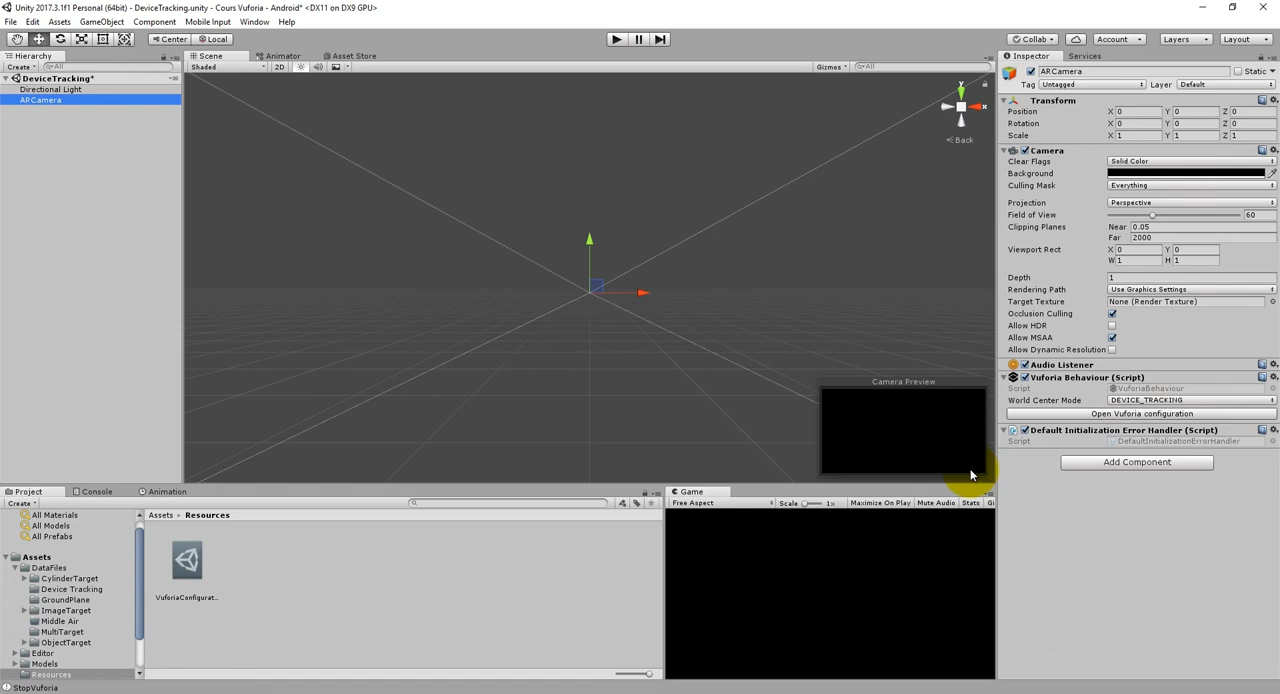 Unity 2017.3.1f1 Personal (64bit) - DeviceTracking.unity - Cours Vuforia - Android* <DX11 on DX9 GPU>
File Edit Assets GameObject Component Mobile Input Window Help
Center Local Collab Account Layers Layout
Hierarchy Scene Animator Asset Store Inspector Services
Create All Shaded 2D Gizmos All ARCamera Static
DeviceTracking* Tag Untagged Layer Default
Directional Light
ARCamera
y
x
Back
Transform
Position X 0 Y 0 Z 0
Rotation X 0 Y 0 Z 0
Scale X 1 Y 1 Z 1
Camera
Clear Flags Solid Color
Background
Culling Mask Everything
Projection Perspective
Field of View 60
Clipping Planes Near 0.05
Far 2000
Viewport Rect X 0 Y 0
W 1 H 1
Depth 1
Rendering Path Use Graphics Settings
Target Texture None (Render Texture)
Occlusion Culling
Allow HDR
Allow MSAA
Allow Dynamic Resolution
Audio Listener
Vuforia Behaviour (Script)
Script VuforiaBehaviour
World Center Mode DEVICE_TRACKING
Open Vuforia configuration
Default Initialization Error Handler (Script)
Script DefaultInitializationErrorHandler
Add Component
Camera Preview
Project Console Animation
Create
All Materials
All Models
All Prefabs
Assets
DataFiles
CylinderTarget
Device Tracking
GroundPlane
ImageTarget
Middle Air
MultiTarget
ObjectTarget
Editor
Models
Resources
Assets Resources
VuforiaConfigurat...
Game
Free Aspect Scale 1x Maximize On Play Mute Audio Stats Gi
StopVuforia